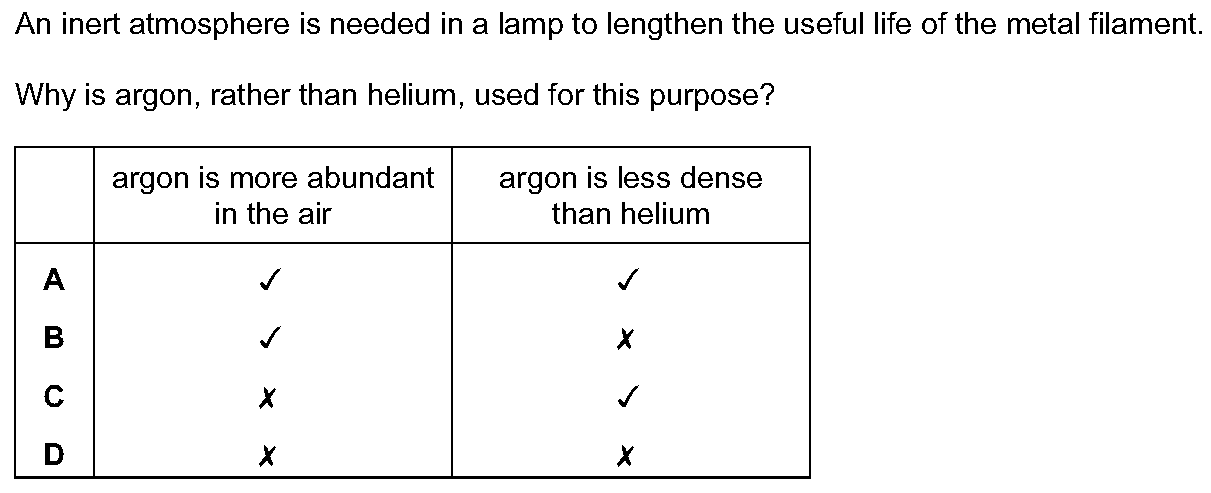 An inert atmosphere is needed in a lamp to lengthen the useful life of the metal filament.
Why is argon, rather than helium, used for this purpose?
argon is more abundant in the air argon is less dense than helium
A ✓ ✓
B ✓ ✗
C ✗ ✓
D ✗ ✗